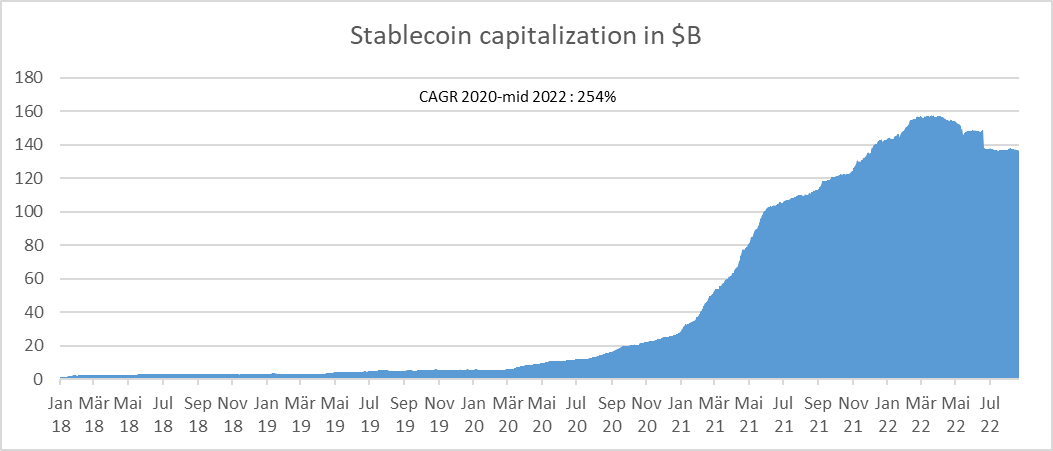 Stablecoin capitalization in $B
180
CAGR 2020-mid 2022 : 254%
160
140
120
100
80
60
40
20
0
Jan Mär Mai Jul Sep Nov Jan Mär Mai Jul Sep Nov Jan Mär Mai Jul Sep Nov Jan Mär Mai Jul Sep Nov Jan Mär Mai Jul
18 18 18 18 18 18 19 19 19 19 19 19 20 20 20 20 20 20 21 21 21 21 21 21 22 22 22 22